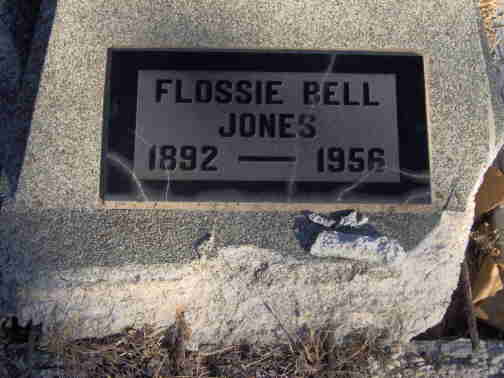 FLOSSIE BELL
JONES
1892 — 1956